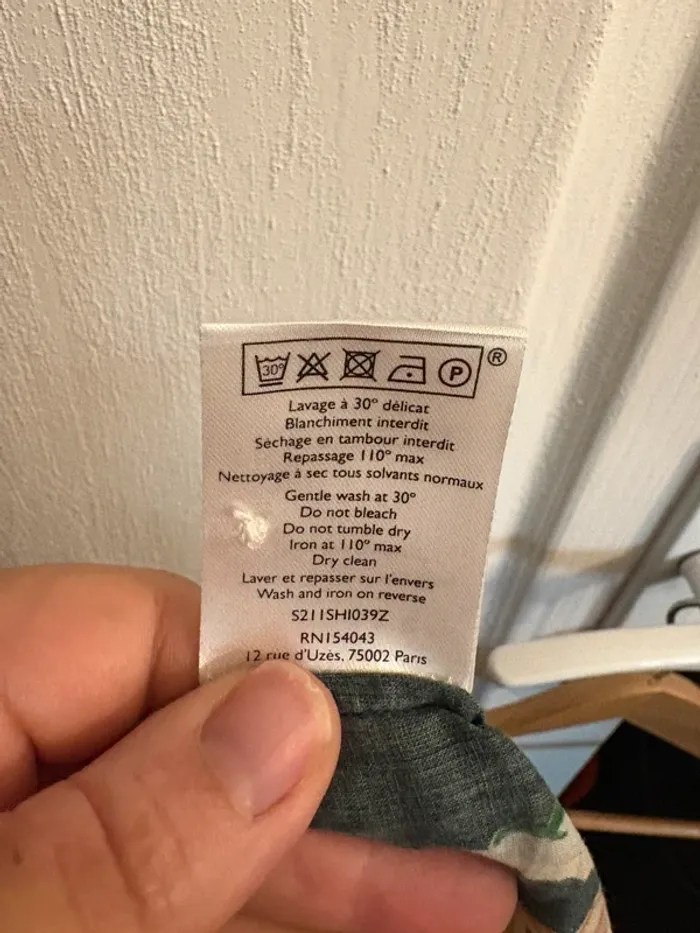 30°
P
®
Lavage à 30° délicat
Blanchiment interdit
Séchage en tambour interdit
Repassage 110° max
Nettoyage à sec tous solvants normaux
Gentle wash at 30°
Do not bleach
Do not tumble dry
Iron at 110° max
Dry clean
Laver et repasser sur l'envers
Wash and iron on reverse
S211SHI039Z
RN154043
12 rue d'Uzès, 75002 Paris